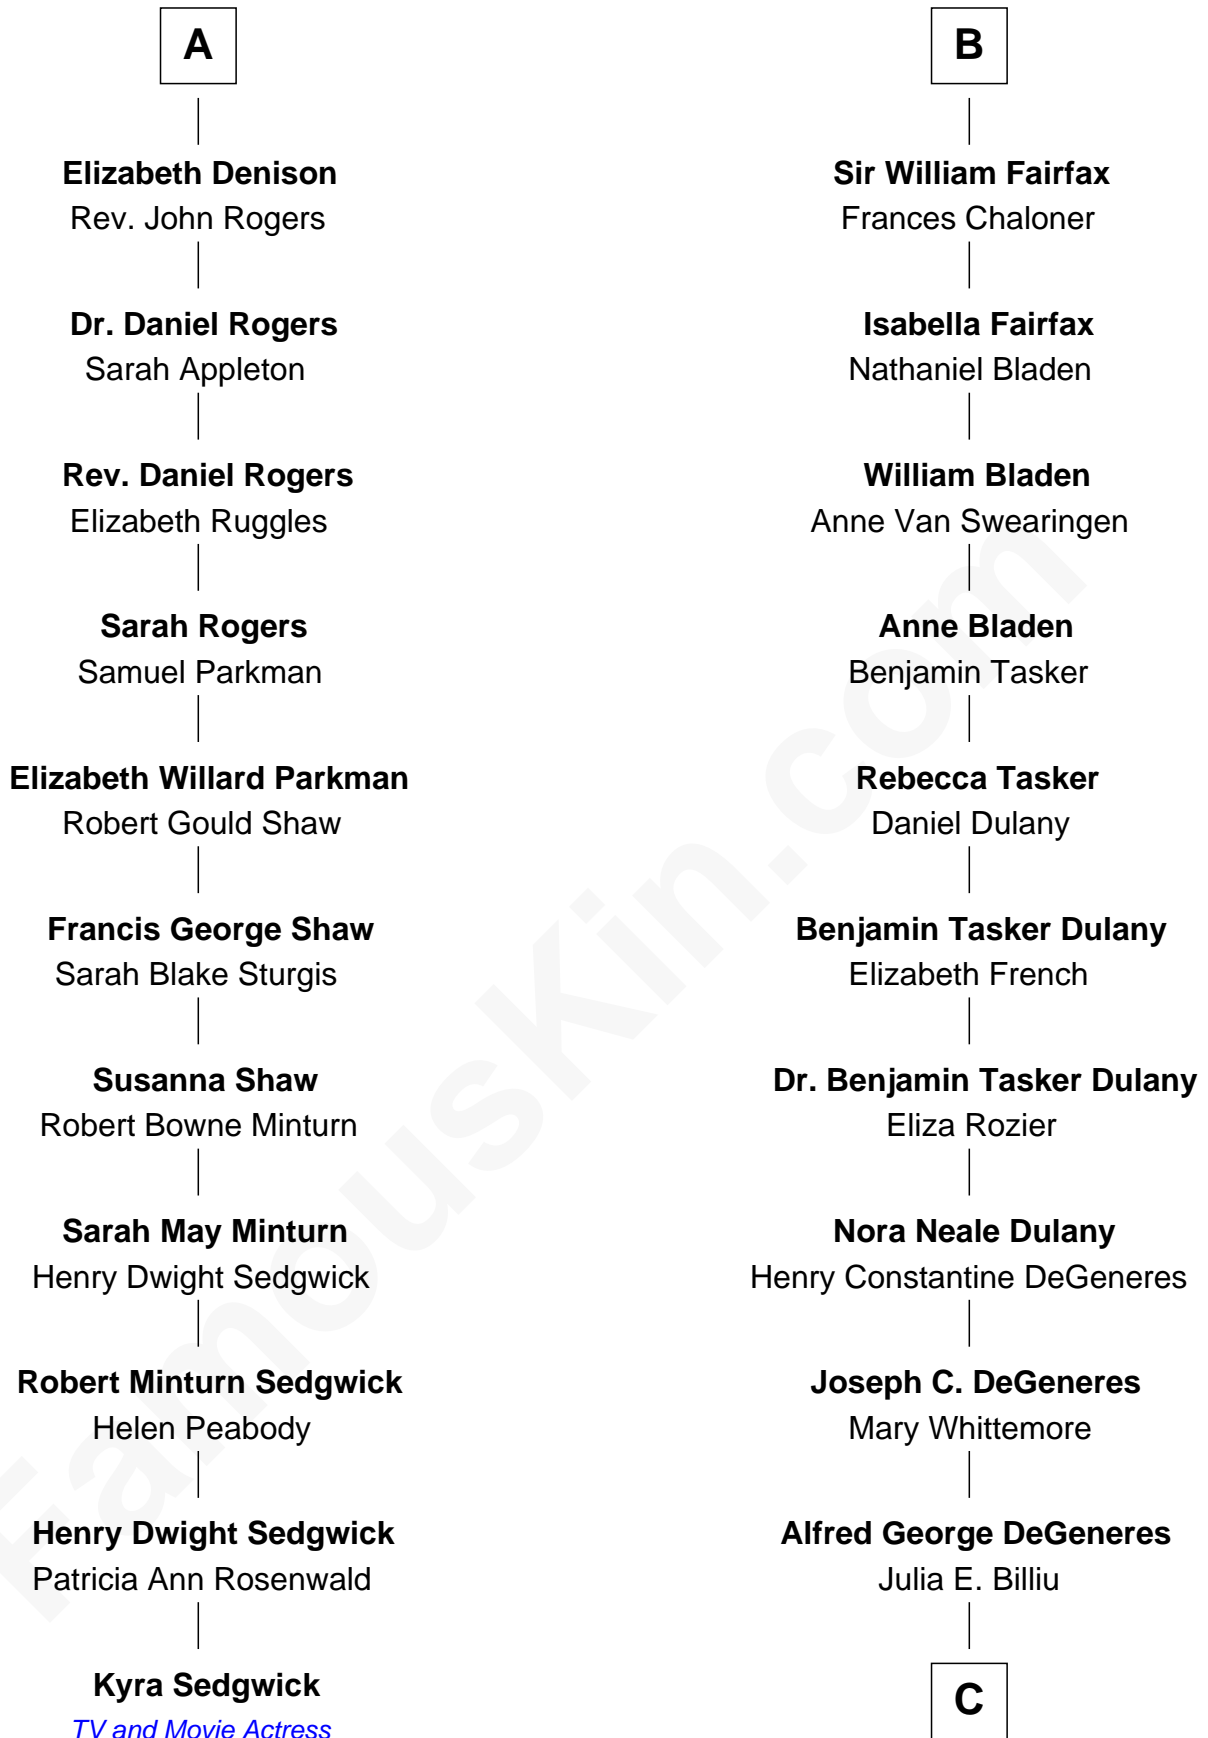 A
Elizabeth Denison
Rev. John Rogers
Dr. Daniel Rogers
Sarah Appleton
Rev. Daniel Rogers
Elizabeth Ruggles
Sarah Rogers
Samuel Parkman
Elizabeth Willard Parkman
Robert Gould Shaw
Francis George Shaw
Sarah Blake Sturgis
Susanna Shaw
Robert Bowne Minturn
Sarah May Minturn
Henry Dwight Sedgwick
Robert Minturn Sedgwick
Helen Peabody
Henry Dwight Sedgwick
Patricia Ann Rosenwald
Kyra Sedgwick
TV and Movie Actress
B
Sir William Fairfax
Frances Chaloner
Isabella Fairfax
Nathaniel Bladen
William Bladen
Anne Van Swearingen
Anne Bladen
Benjamin Tasker
Rebecca Tasker
Daniel Dulany
Benjamin Tasker Dulany
Elizabeth French
Dr. Benjamin Tasker Dulany
Eliza Rozier
Nora Neale Dulany
Henry Constantine DeGeneres
Joseph C. DeGeneres
Mary Whittemore
Alfred George DeGeneres
Julia E. Billiu
C
FamousKin.com